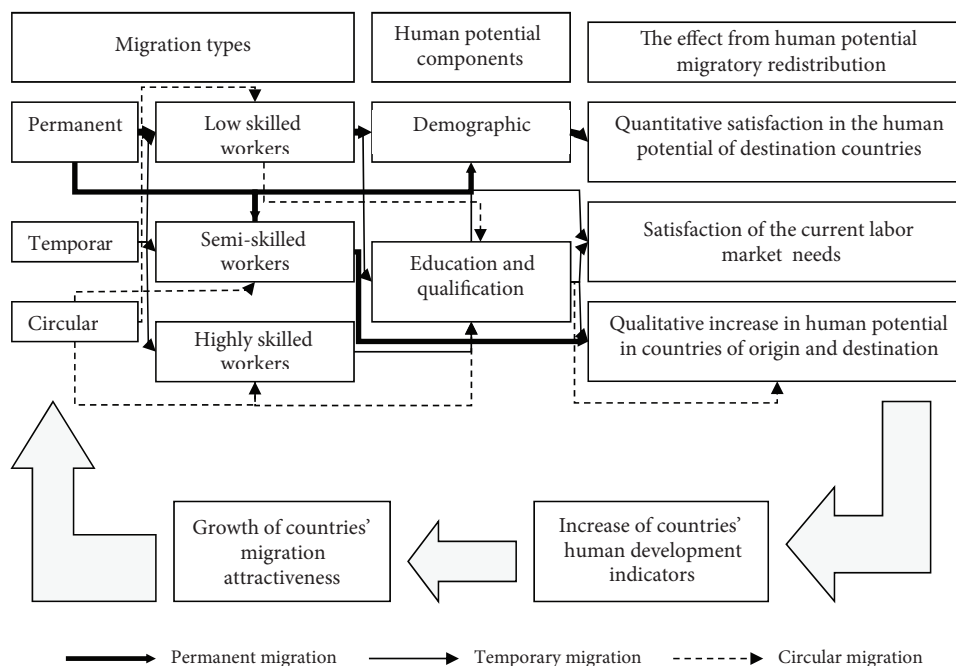 Migration types
Human potential
components
The effect from human potential
migratory redistribution
Permanent
Low skilled
workers
Demographic
Quantitative satisfaction in the human
potential of destination countries
Temporar
Semi-skilled
workers
Education and
qualification
Satisfaction of the current labor
market needs
Circular
Highly skilled
workers
Qualitative increase in human potential
in countries of origin and destination
Growth of countries’
migration
attractiveness
Increase of countries’
human development
indicators
Permanent migration
Temporary migration
Circular migration